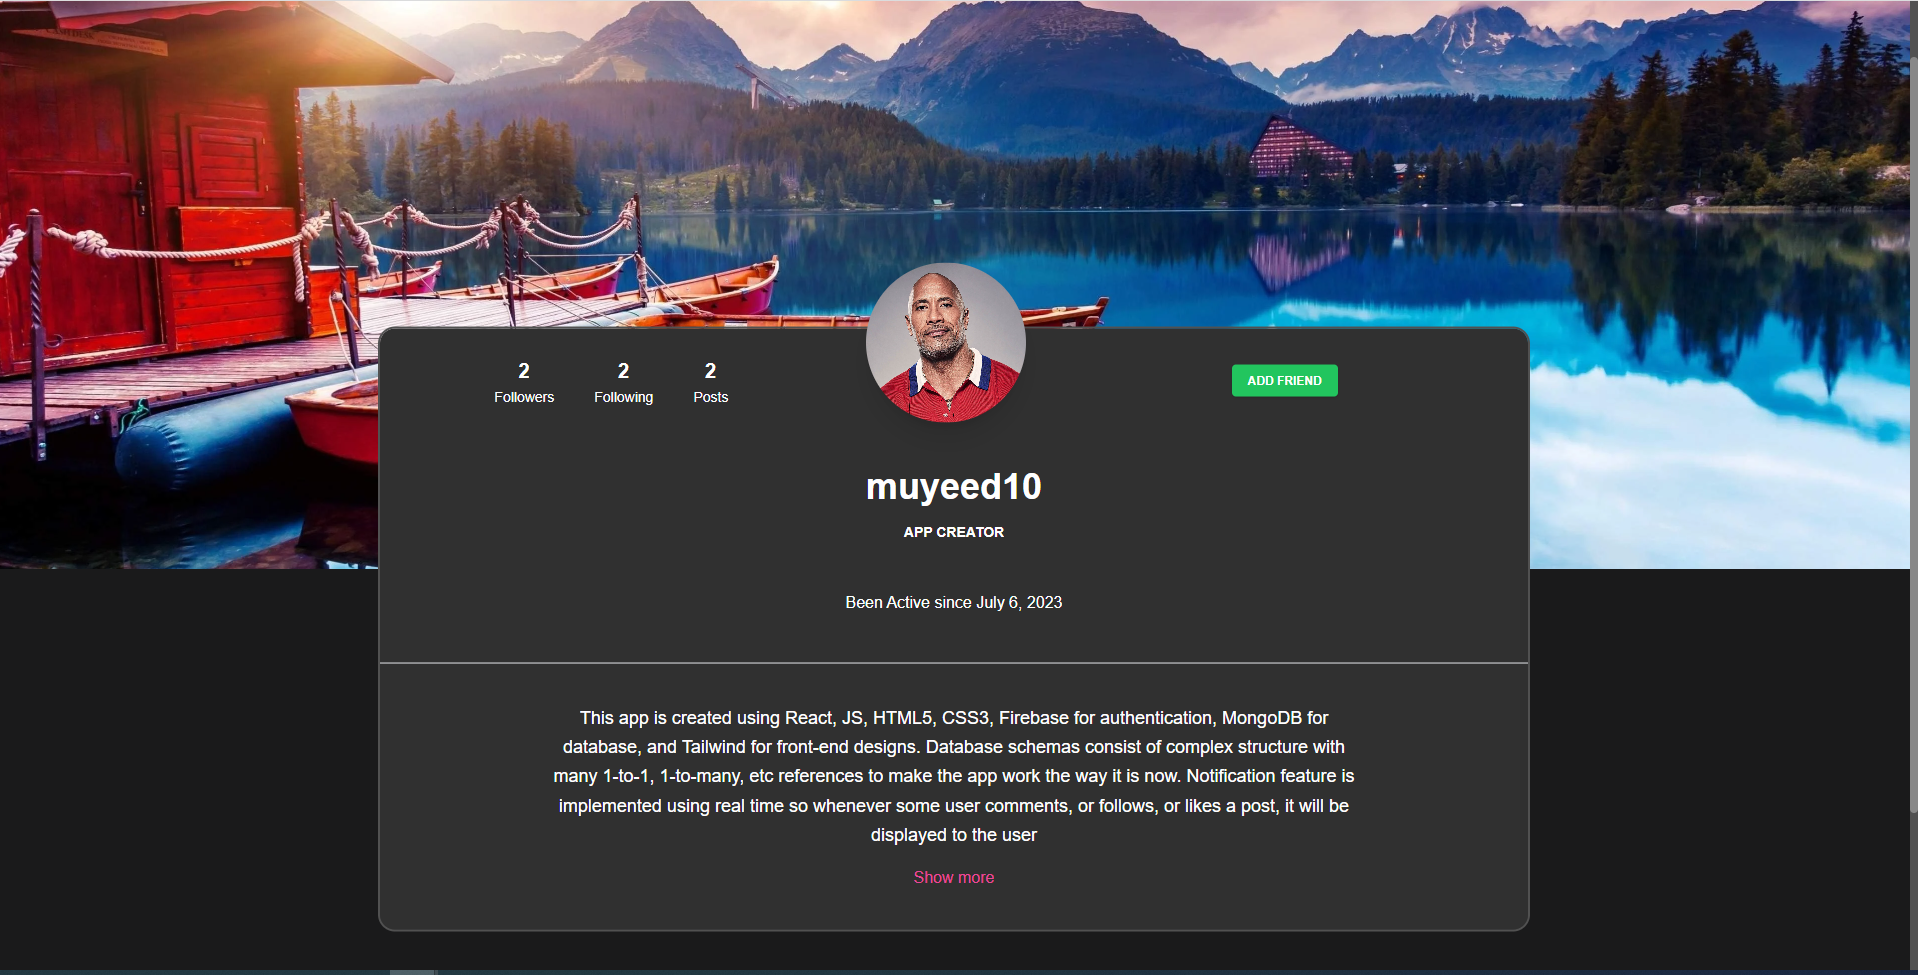 CASH DESK
2
Followers
2
Following
2
Posts
ADD FRIEND
muyeed10
APP CREATOR
Been Active since July 6, 2023
This app is created using React, JS, HTML5, CSS3, Firebase for authentication, MongoDB for
database, and Tailwind for front-end designs. Database schemas consist of complex structure with
many 1-to-1, 1-to-many, etc references to make the app work the way it is now. Notification feature is
implemented using real time so whenever some user comments, or follows, or likes a post, it will be
displayed to the user
Show more